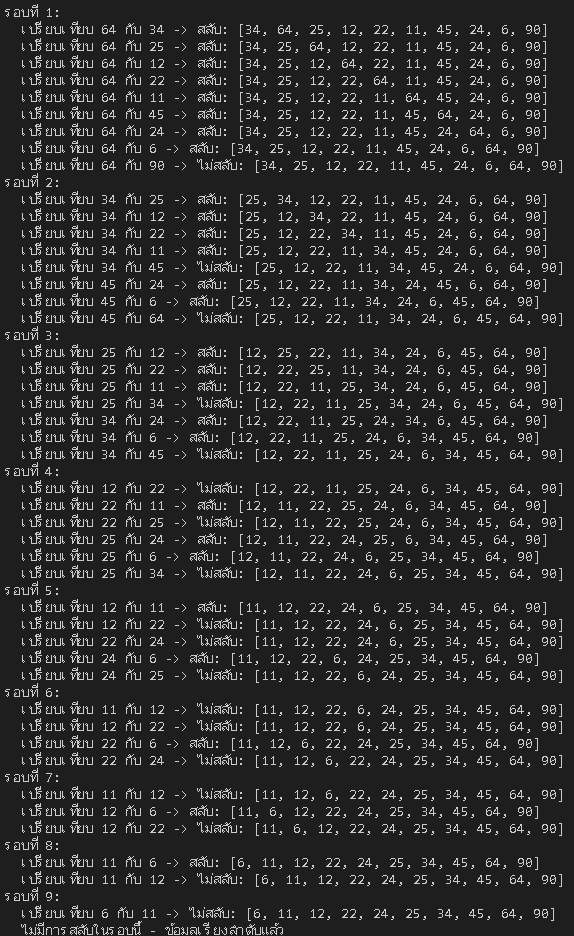 รอบที่ 1:
เปรียบเทียบ 64 กับ 34 -> สลับ: [34, 64, 25, 12, 22, 11, 45, 24, 6, 90]
เปรียบเทียบ 64 กับ 25 -> สลับ: [34, 25, 64, 12, 22, 11, 45, 24, 6, 90]
เปรียบเทียบ 64 กับ 12 -> สลับ: [34, 25, 12, 64, 22, 11, 45, 24, 6, 90]
เปรียบเทียบ 64 กับ 22 -> สลับ: [34, 25, 12, 22, 64, 11, 45, 24, 6, 90]
เปรียบเทียบ 64 กับ 11 -> สลับ: [34, 25, 12, 22, 11, 64, 45, 24, 6, 90]
เปรียบเทียบ 64 กับ 45 -> สลับ: [34, 25, 12, 22, 11, 45, 64, 24, 6, 90]
เปรียบเทียบ 64 กับ 24 -> สลับ: [34, 25, 12, 22, 11, 45, 24, 64, 6, 90]
เปรียบเทียบ 64 กับ 6 -> สลับ: [34, 25, 12, 22, 11, 45, 24, 6, 64, 90]
เปรียบเทียบ 64 กับ 90 -> ไม่สลับ: [34, 25, 12, 22, 11, 45, 24, 6, 64, 90]
รอบที่ 2:
เปรียบเทียบ 34 กับ 25 -> สลับ: [25, 34, 12, 22, 11, 45, 24, 6, 64, 90]
เปรียบเทียบ 34 กับ 12 -> สลับ: [25, 12, 34, 22, 11, 45, 24, 6, 64, 90]
เปรียบเทียบ 34 กับ 22 -> สลับ: [25, 12, 22, 34, 11, 45, 24, 6, 64, 90]
เปรียบเทียบ 34 กับ 11 -> สลับ: [25, 12, 22, 11, 34, 45, 24, 6, 64, 90]
เปรียบเทียบ 34 กับ 45 -> ไม่สลับ: [25, 12, 22, 11, 34, 45, 24, 6, 64, 90]
เปรียบเทียบ 45 กับ 24 -> สลับ: [25, 12, 22, 11, 34, 24, 45, 6, 64, 90]
เปรียบเทียบ 45 กับ 6 -> สลับ: [25, 12, 22, 11, 34, 24, 6, 45, 64, 90]
เปรียบเทียบ 45 กับ 64 -> ไม่สลับ: [25, 12, 22, 11, 34, 24, 6, 45, 64, 90]
รอบที่ 3:
เปรียบเทียบ 25 กับ 12 -> สลับ: [12, 25, 22, 11, 34, 24, 6, 45, 64, 90]
เปรียบเทียบ 25 กับ 22 -> สลับ: [12, 22, 25, 11, 34, 24, 6, 45, 64, 90]
เปรียบเทียบ 25 กับ 11 -> สลับ: [12, 22, 11, 25, 34, 24, 6, 45, 64, 90]
เปรียบเทียบ 25 กับ 34 -> ไม่สลับ: [12, 22, 11, 25, 34, 24, 6, 45, 64, 90]
เปรียบเทียบ 34 กับ 24 -> สลับ: [12, 22, 11, 25, 24, 34, 6, 45, 64, 90]
เปรียบเทียบ 34 กับ 6 -> สลับ: [12, 22, 11, 25, 24, 6, 34, 45, 64, 90]
เปรียบเทียบ 34 กับ 45 -> ไม่สลับ: [12, 22, 11, 25, 24, 6, 34, 45, 64, 90]
รอบที่ 4:
เปรียบเทียบ 12 กับ 22 -> ไม่สลับ: [12, 22, 11, 25, 24, 6, 34, 45, 64, 90]
เปรียบเทียบ 22 กับ 11 -> สลับ: [12, 11, 22, 25, 24, 6, 34, 45, 64, 90]
เปรียบเทียบ 22 กับ 25 -> ไม่สลับ: [12, 11, 22, 25, 24, 6, 34, 45, 64, 90]
เปรียบเทียบ 25 กับ 24 -> สลับ: [12, 11, 22, 24, 25, 6, 34, 45, 64, 90]
เปรียบเทียบ 25 กับ 6 -> สลับ: [12, 11, 22, 24, 6, 25, 34, 45, 64, 90]
เปรียบเทียบ 25 กับ 34 -> ไม่สลับ: [12, 11, 22, 24, 6, 25, 34, 45, 64, 90]
รอบที่ 5:
เปรียบเทียบ 12 กับ 11 -> สลับ: [11, 12, 22, 24, 6, 25, 34, 45, 64, 90]
เปรียบเทียบ 12 กับ 22 -> ไม่สลับ: [11, 12, 22, 24, 6, 25, 34, 45, 64, 90]
เปรียบเทียบ 22 กับ 24 -> ไม่สลับ: [11, 12, 22, 24, 6, 25, 34, 45, 64, 90]
เปรียบเทียบ 24 กับ 6 -> สลับ: [11, 12, 22, 6, 24, 25, 34, 45, 64, 90]
เปรียบเทียบ 24 กับ 25 -> ไม่สลับ: [11, 12, 22, 6, 24, 25, 34, 45, 64, 90]
รอบที่ 6:
เปรียบเทียบ 11 กับ 12 -> ไม่สลับ: [11, 12, 22, 6, 24, 25, 34, 45, 64, 90]
เปรียบเทียบ 12 กับ 22 -> ไม่สลับ: [11, 12, 22, 6, 24, 25, 34, 45, 64, 90]
เปรียบเทียบ 22 กับ 6 -> สลับ: [11, 12, 6, 22, 24, 25, 34, 45, 64, 90]
เปรียบเทียบ 22 กับ 24 -> ไม่สลับ: [11, 12, 6, 22, 24, 25, 34, 45, 64, 90]
รอบที่ 7:
เปรียบเทียบ 11 กับ 12 -> ไม่สลับ: [11, 12, 6, 22, 24, 25, 34, 45, 64, 90]
เปรียบเทียบ 12 กับ 6 -> สลับ: [11, 6, 12, 22, 24, 25, 34, 45, 64, 90]
เปรียบเทียบ 12 กับ 22 -> ไม่สลับ: [11, 6, 12, 22, 24, 25, 34, 45, 64, 90]
รอบที่ 8:
เปรียบเทียบ 11 กับ 6 -> สลับ: [6, 11, 12, 22, 24, 25, 34, 45, 64, 90]
เปรียบเทียบ 11 กับ 12 -> ไม่สลับ: [6, 11, 12, 22, 24, 25, 34, 45, 64, 90]
รอบที่ 9:
เปรียบเทียบ 6 กับ 11 -> ไม่สลับ: [6, 11, 12, 22, 24, 25, 34, 45, 64, 90]
ไม่มีการสลับในรอบนี้ - ข้อมูลเรียงลำดับแล้ว